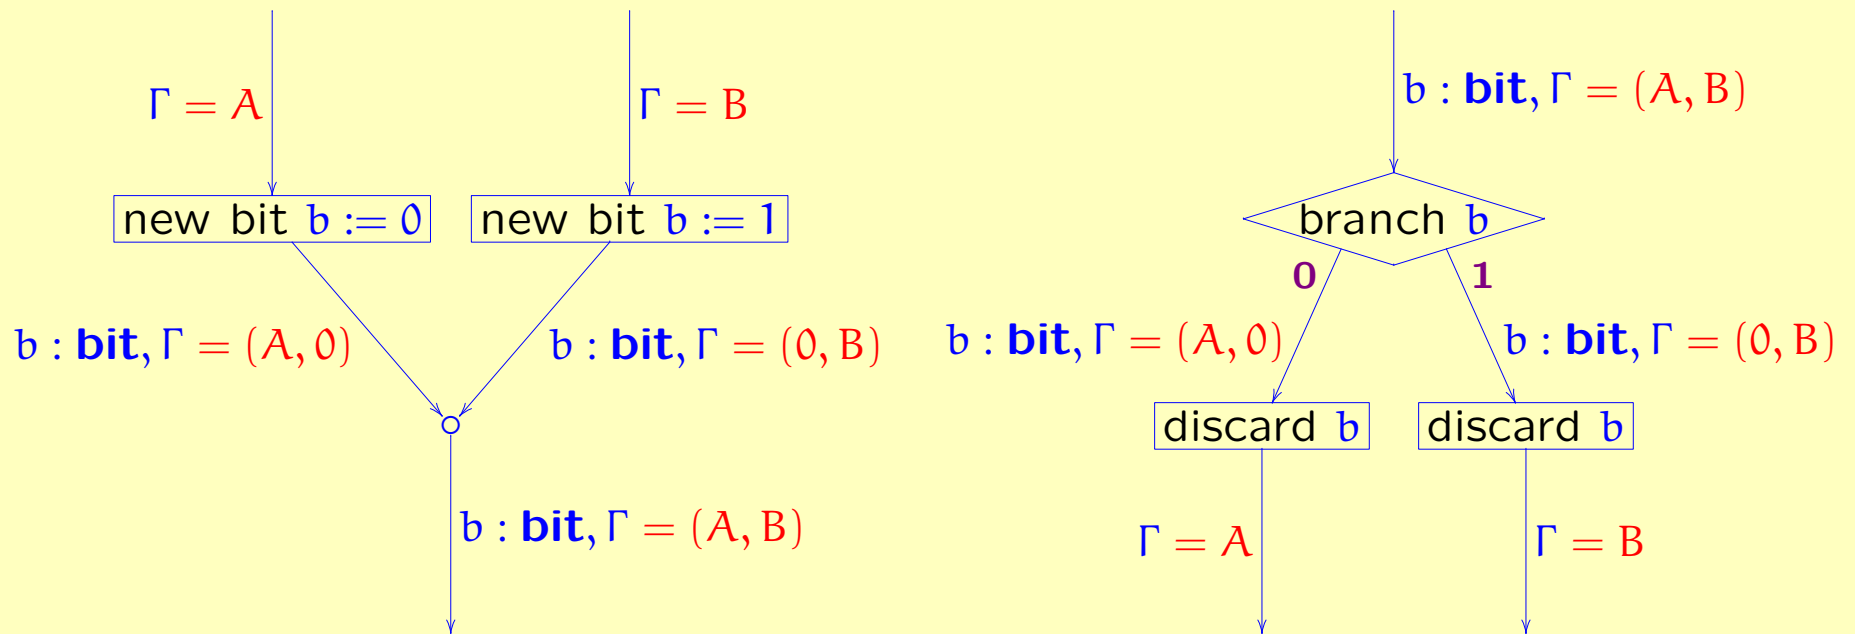 Γ = A
Γ = B
new bit b := 0
new bit b := 1
b : bit, Γ = (A, 0)
b : bit, Γ = (0, B)
b : bit, Γ = (A, B)
b : bit, Γ = (A, B)
branch b
0
1
b : bit, Γ = (A, 0)
b : bit, Γ = (0, B)
discard b
discard b
Γ = A
Γ = B